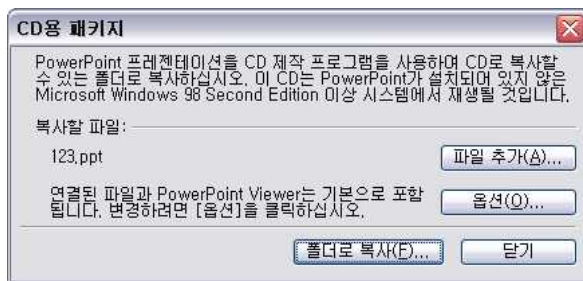 CD용 패키지
PowerPoint 프레젠테이션을 CD 제작 프로그램을 사용하여 CD로 복사할
수 있는 폴더로 복사하십시오. 이 CD는 PowerPoint가 설치되어 있지 않은
Microsoft Windows 98 Second Edition 이상 시스템에서 재생될 것입니다.
복사할 파일:
123.ppt
파일 추가(A)...
연결된 파일과 PowerPoint Viewer는 기본으로 포함
됩니다. 변경하려면 [옵션]을 클릭하십시오.
옵션(O)...
폴더로 복사(F)...
닫기